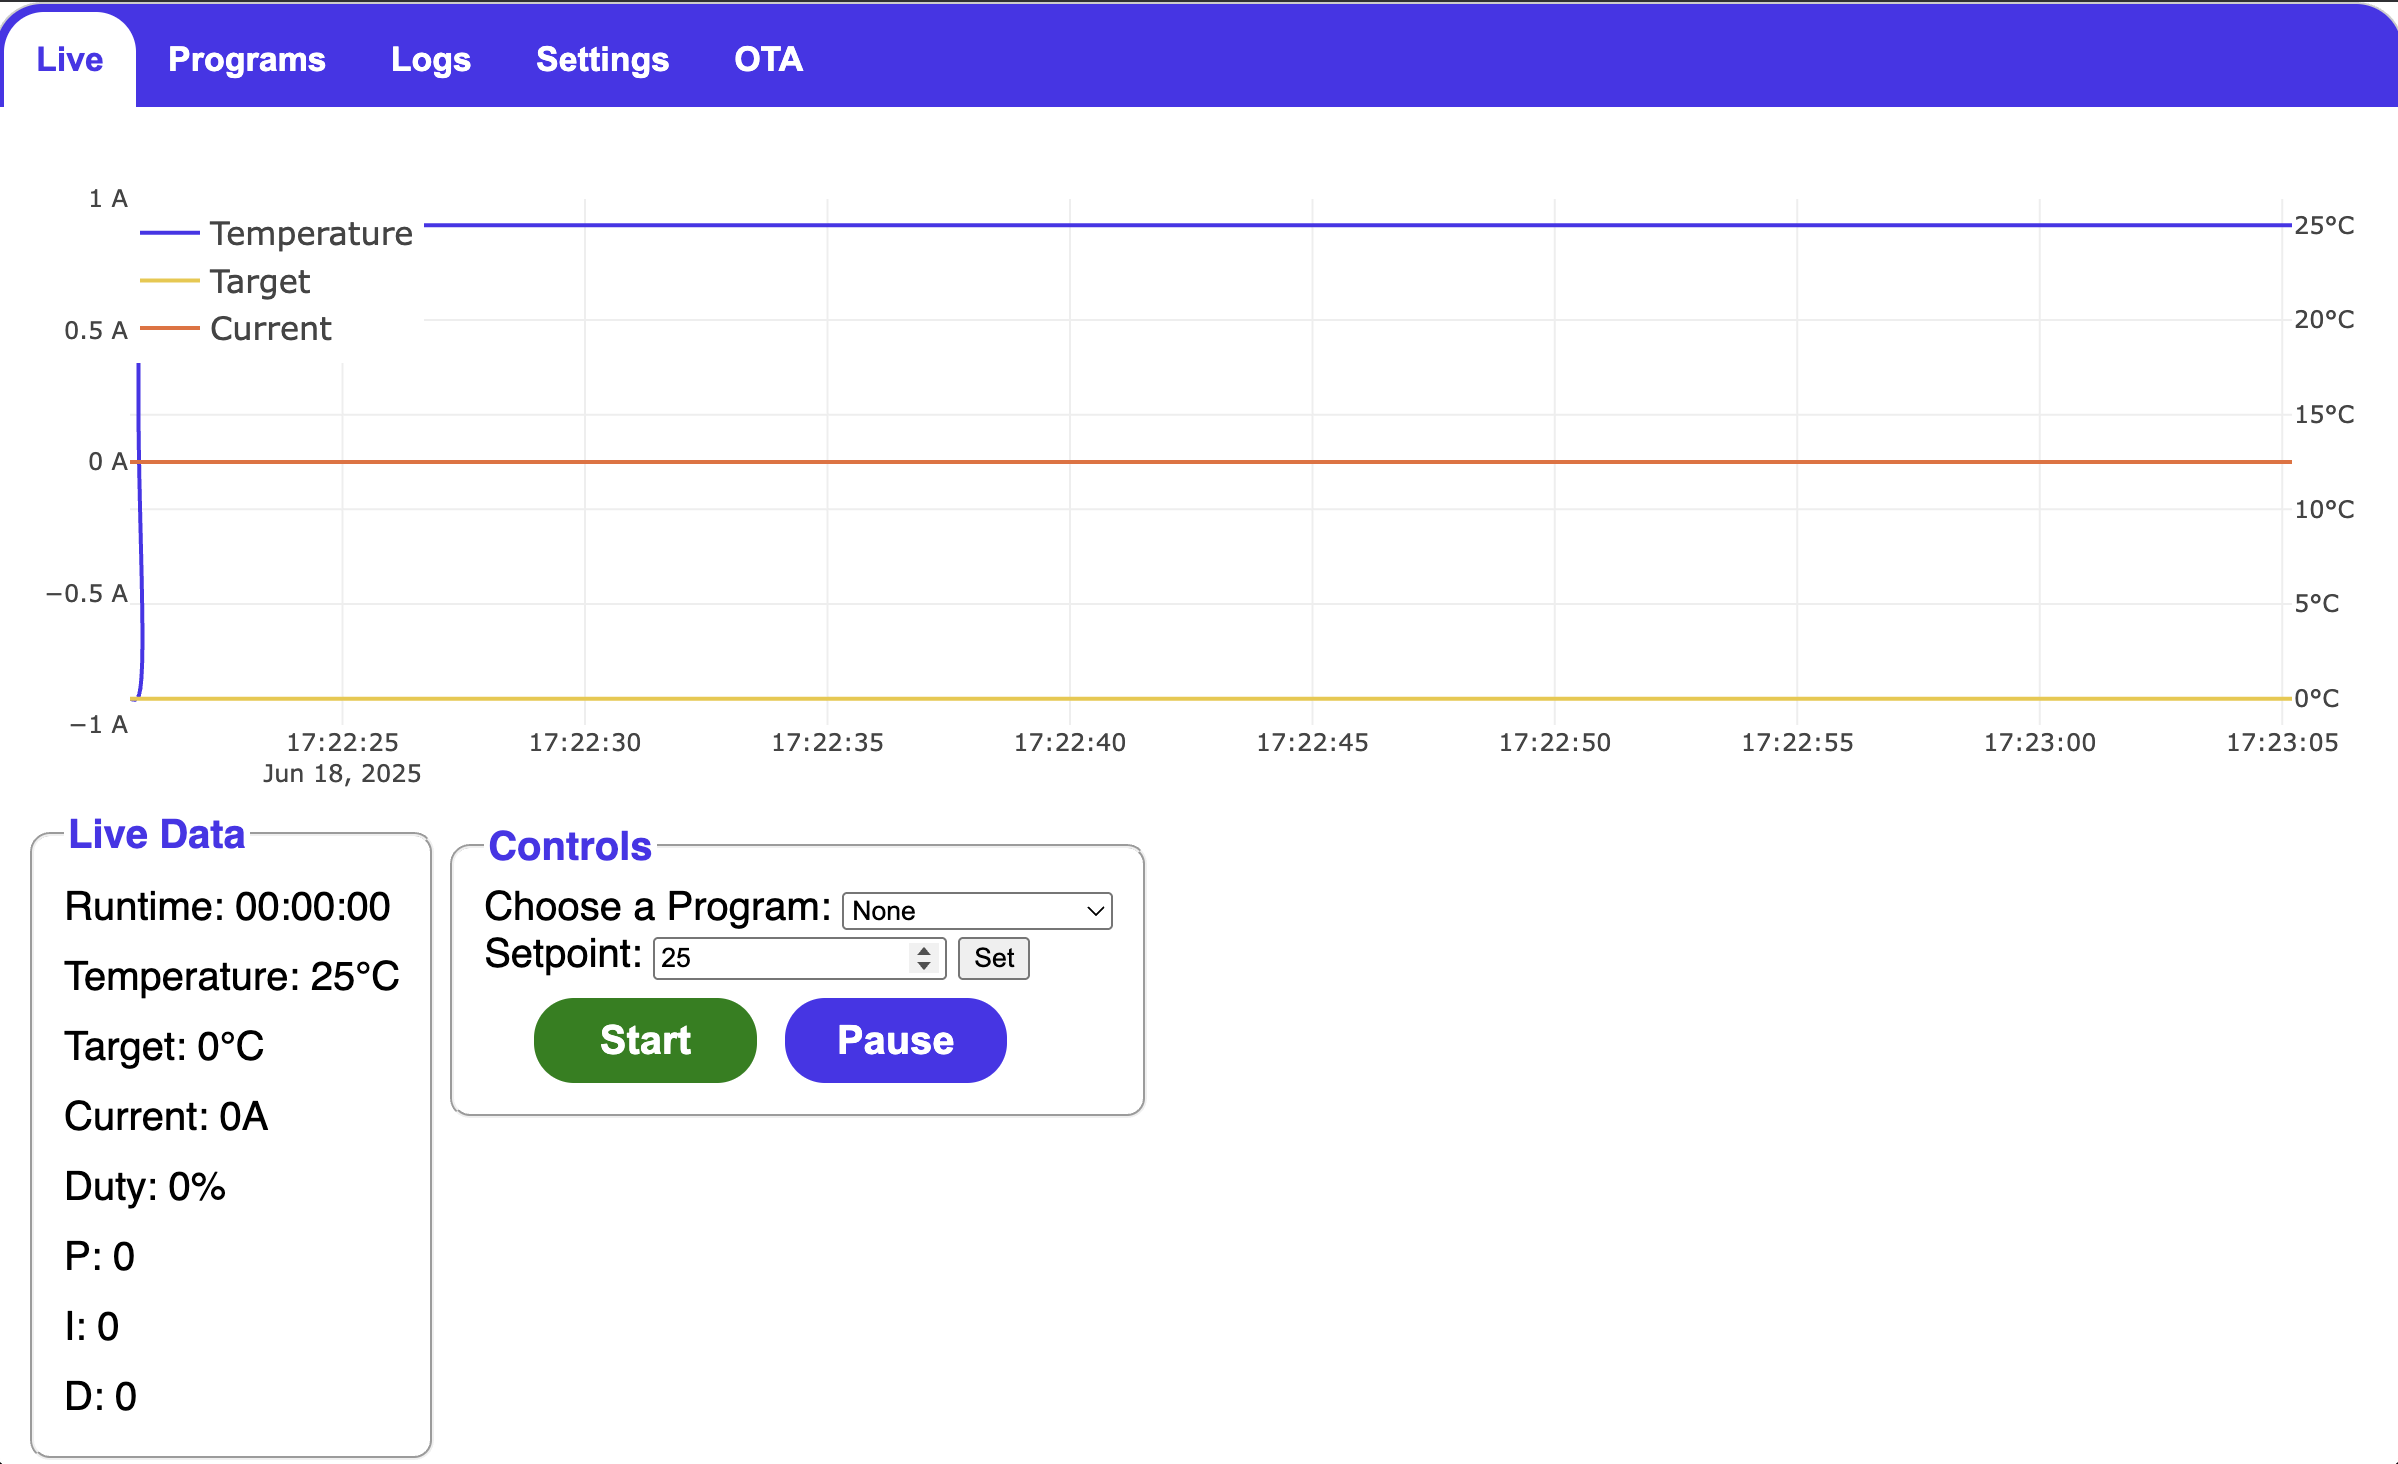 Live Programs Logs Settings OTA
1 A
0.5 A
0 A
−0.5 A
−1 A
Temperature
Target
Current
25°C
20°C
15°C
10°C
5°C
0°C
17:22:25 17:22:30 17:22:35 17:22:40 17:22:45 17:22:50 17:22:55 17:23:00 17:23:05
Jun 18, 2025
Live Data
Runtime: 00:00:00
Temperature: 25°C
Target: 0°C
Current: 0A
Duty: 0%
P: 0
I: 0
D: 0
Controls
Choose a Program: None
Setpoint: 25 Set
Start Pause